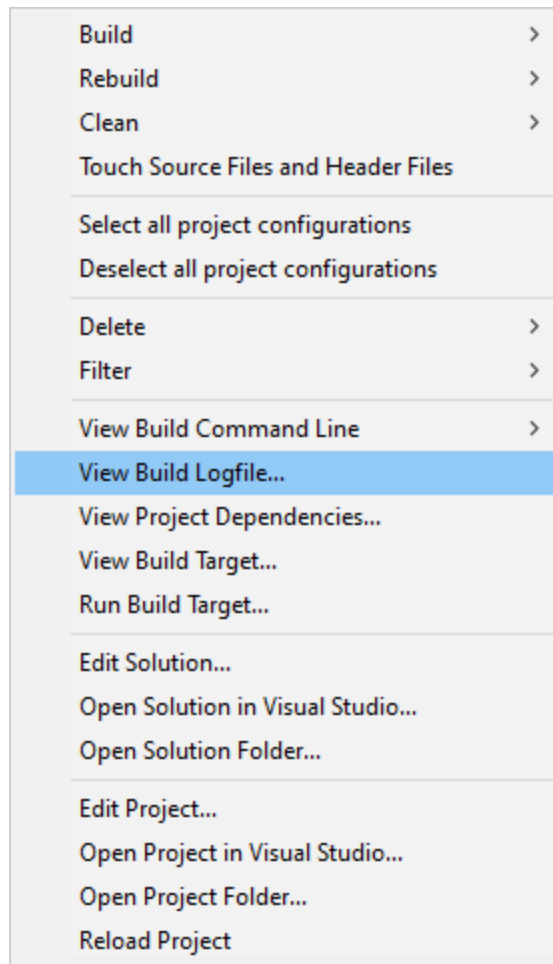 Build
Rebuild
Clean
Touch Source Files and Header Files
Select all project configurations
Deselect all project configurations
Delete
Filter
View Build Command Line
View Build Logfile...
View Project Dependencies...
View Build Target...
Run Build Target...
Edit Solution...
Open Solution in Visual Studio...
Open Solution Folder...
Edit Project...
Open Project in Visual Studio...
Open Project Folder...
Reload Project